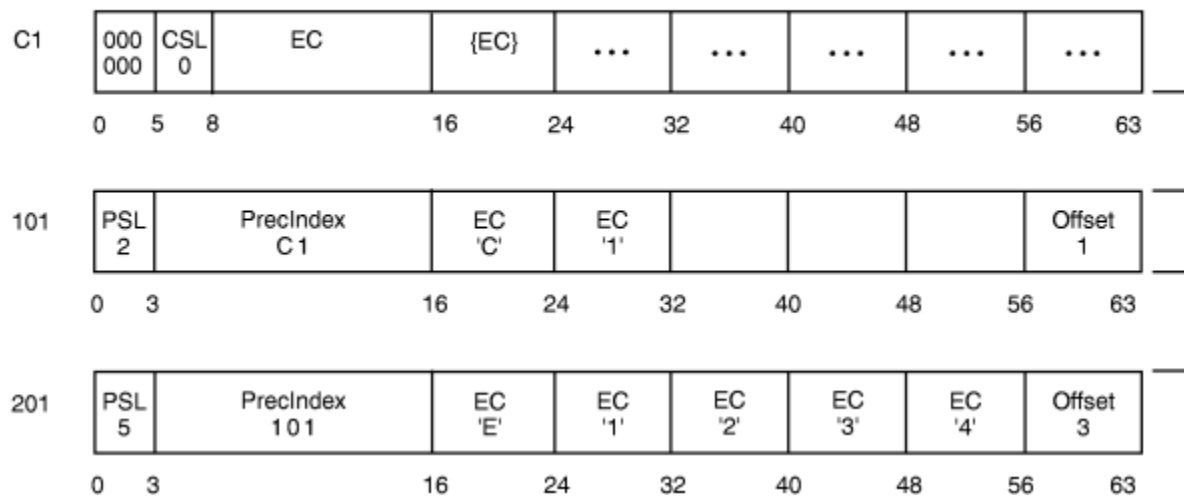 C1 000 CSL EC {EC} ... ... ... ... ...
000 0
0 5 8 16 24 32 40 48 56 63
101 PSL PrecIndex EC EC Offset
2 C1 'C' '1' 1
0 3 16 24 32 40 48 56 63
201 PSL PrecIndex EC EC EC EC EC Offset
5 101 'E' '1' '2' '3' '4' 3
0 3 16 24 32 40 48 56 63